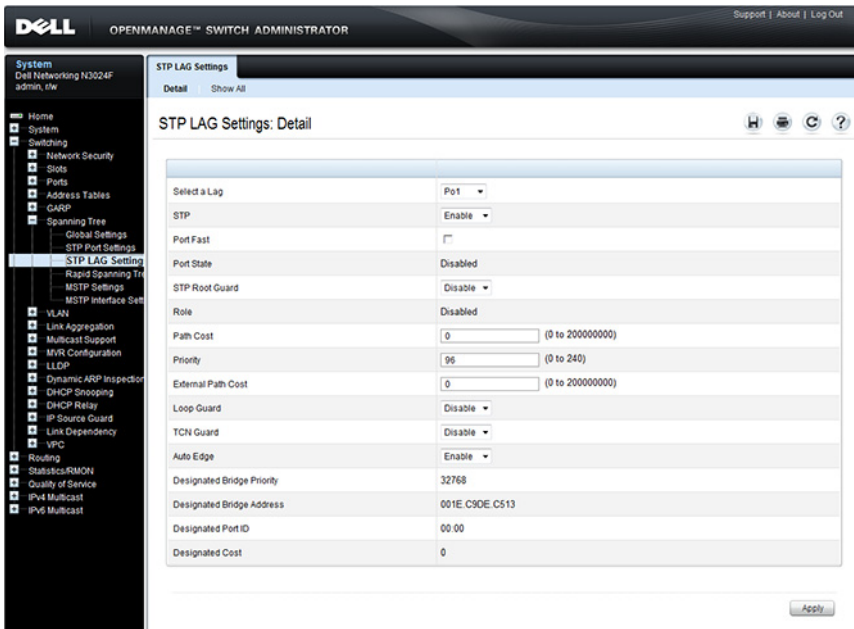 Support | About | Log Out
DELL OPENMANAGE™ SWITCH ADMINISTRATOR
System
Dell Networking N3024F
admin, r/w
Home
System
Switching
Network Security
Slots
Ports
Address Tables
GARP
Spanning Tree
Global Settings
STP Port Settings
STP LAG Setting
Rapid Spanning Tre
MSTP Settings
MSTP Interface Sett
VLAN
Link Aggregation
Multicast Support
MVR Configuration
LLDP
Dynamic ARP Inspection
DHCP Snooping
DHCP Relay
IP Source Guard
Link Dependency
VPC
Routing
Statistics/RMON
Quality of Service
IPv4 Multicast
IPv6 Multicast
STP LAG Settings
Detail Show All
STP LAG Settings: Detail
Select a Lag Po1
STP Enable
Port Fast
Port State Disabled
STP Root Guard Disable
Role Disabled
Path Cost 0 (0 to 200000000)
Priority 96 (0 to 240)
External Path Cost 0 (0 to 200000000)
Loop Guard Disable
TCN Guard Disable
Auto Edge Enable
Designated Bridge Priority 32768
Designated Bridge Address 001E.C9DE.C513
Designated Port ID 00:00
Designated Cost 0
Apply